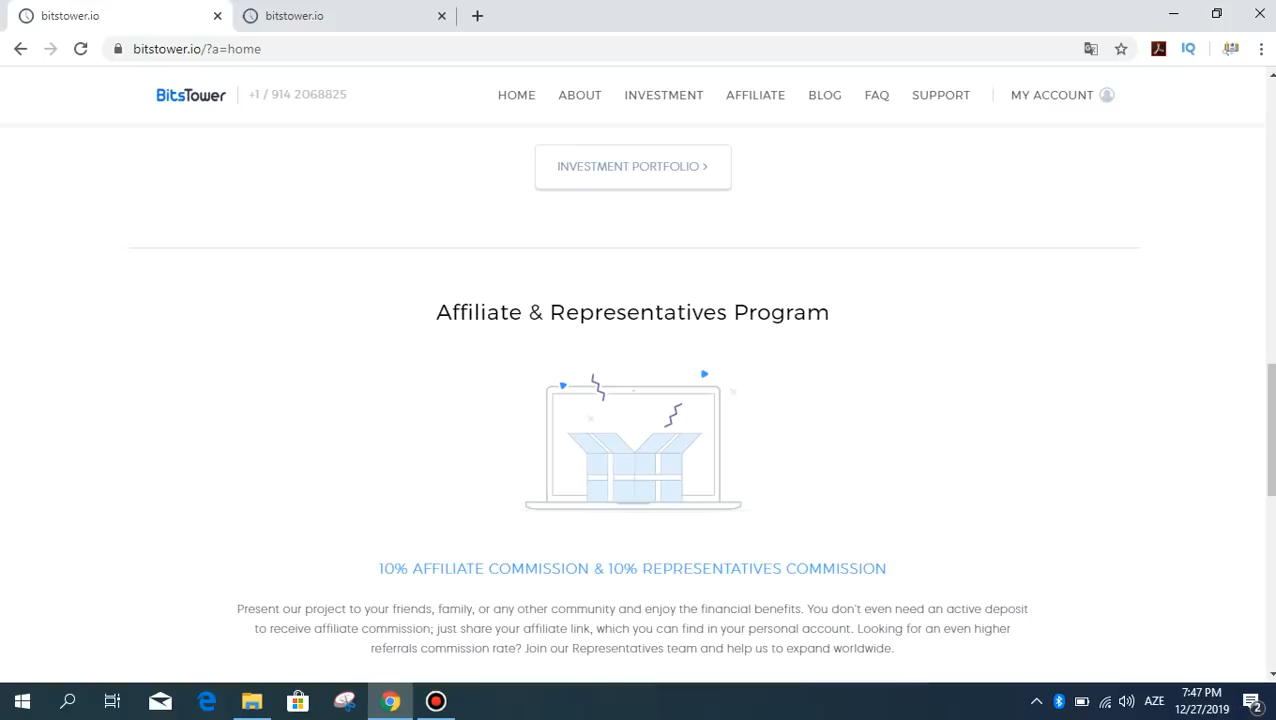 bitstower.io
bitstower.io
bitstower.io/?a=home
IQ
BitsTower
+1 / 914 2068825
HOME
ABOUT
INVESTMENT
AFFILIATE
BLOG
FAQ
SUPPORT
MY ACCOUNT
INVESTMENT PORTFOLIO >
Affiliate & Representatives Program
10% AFFILIATE COMMISSION & 10% REPRESENTATIVES COMMISSION
Present our project to your friends, family, or any other community and enjoy the financial benefits. You don't even need an active deposit
to receive affiliate commission; just share your affiliate link, which you can find in your personal account. Looking for an even higher
referrals commission rate? Join our Representatives team and help us to expand worldwide.
AZE
7:47 PM
12/27/2019
2